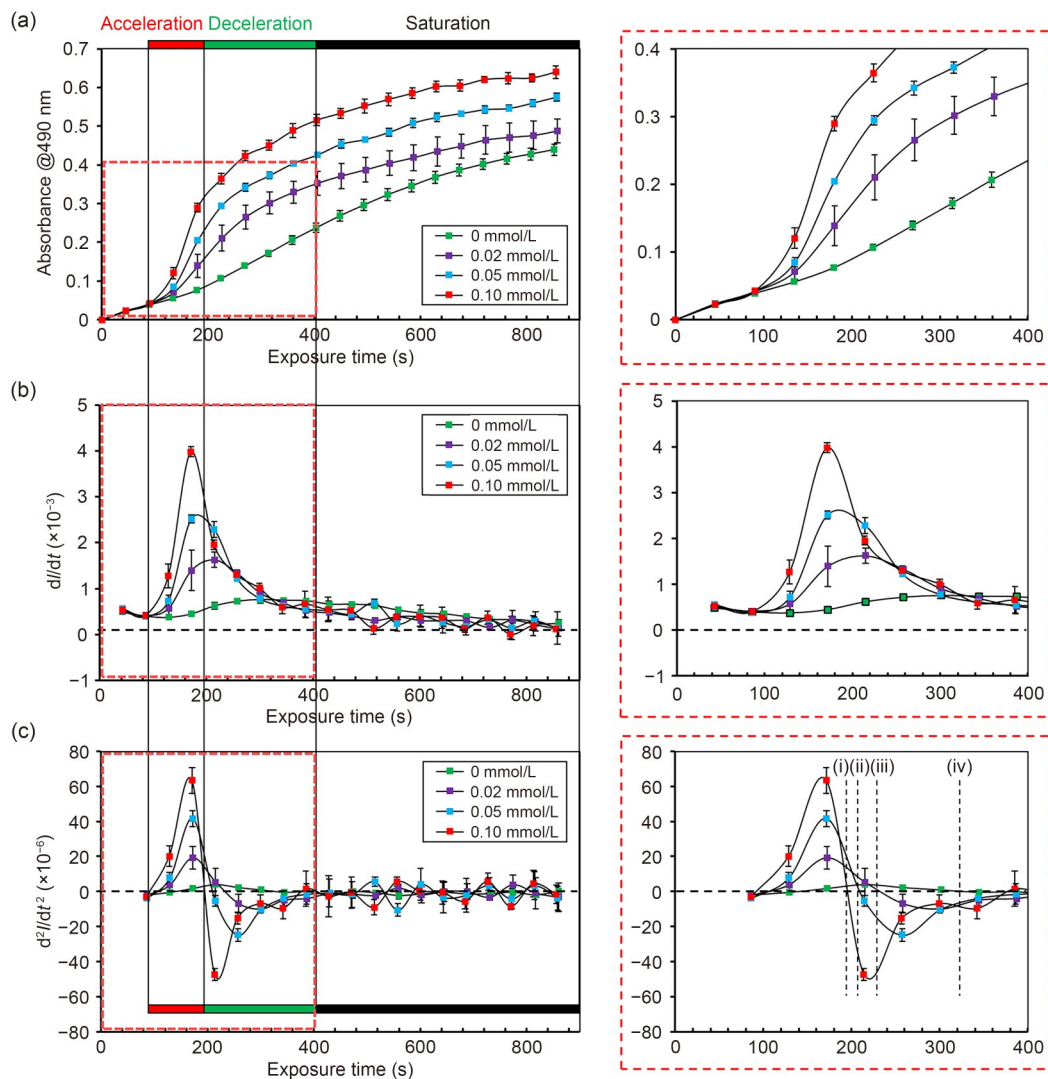 (a)
Acceleration Deceleration Saturation
0.7
0.6
0.5
0.4
0.3
0.2
0.1
0
Absorbance @490 nm
0 mmol/L
0.02 mmol/L
0.05 mmol/L
0.10 mmol/L
0 200 400 600 800
Exposure time (s)
0.4
0.3
0.2
0.1
0
0 100 200 300 400
(b)
5
4
3
2
1
0
−1
dI/dt (×10⁻³)
0 mmol/L
0.02 mmol/L
0.05 mmol/L
0.10 mmol/L
0 200 400 600 800
Exposure time (s)
5
4
3
2
1
0
−1
0 100 200 300 400
(c)
80
60
40
20
0
−20
−40
−60
−80
d²I/dt² (×10⁻⁶)
0 mmol/L
0.02 mmol/L
0.05 mmol/L
0.10 mmol/L
0 200 400 600 800
Exposure time (s)
80
60
40
20
0
−20
−40
−60
−80
(i) (ii) (iii) (iv)
0 100 200 300 400